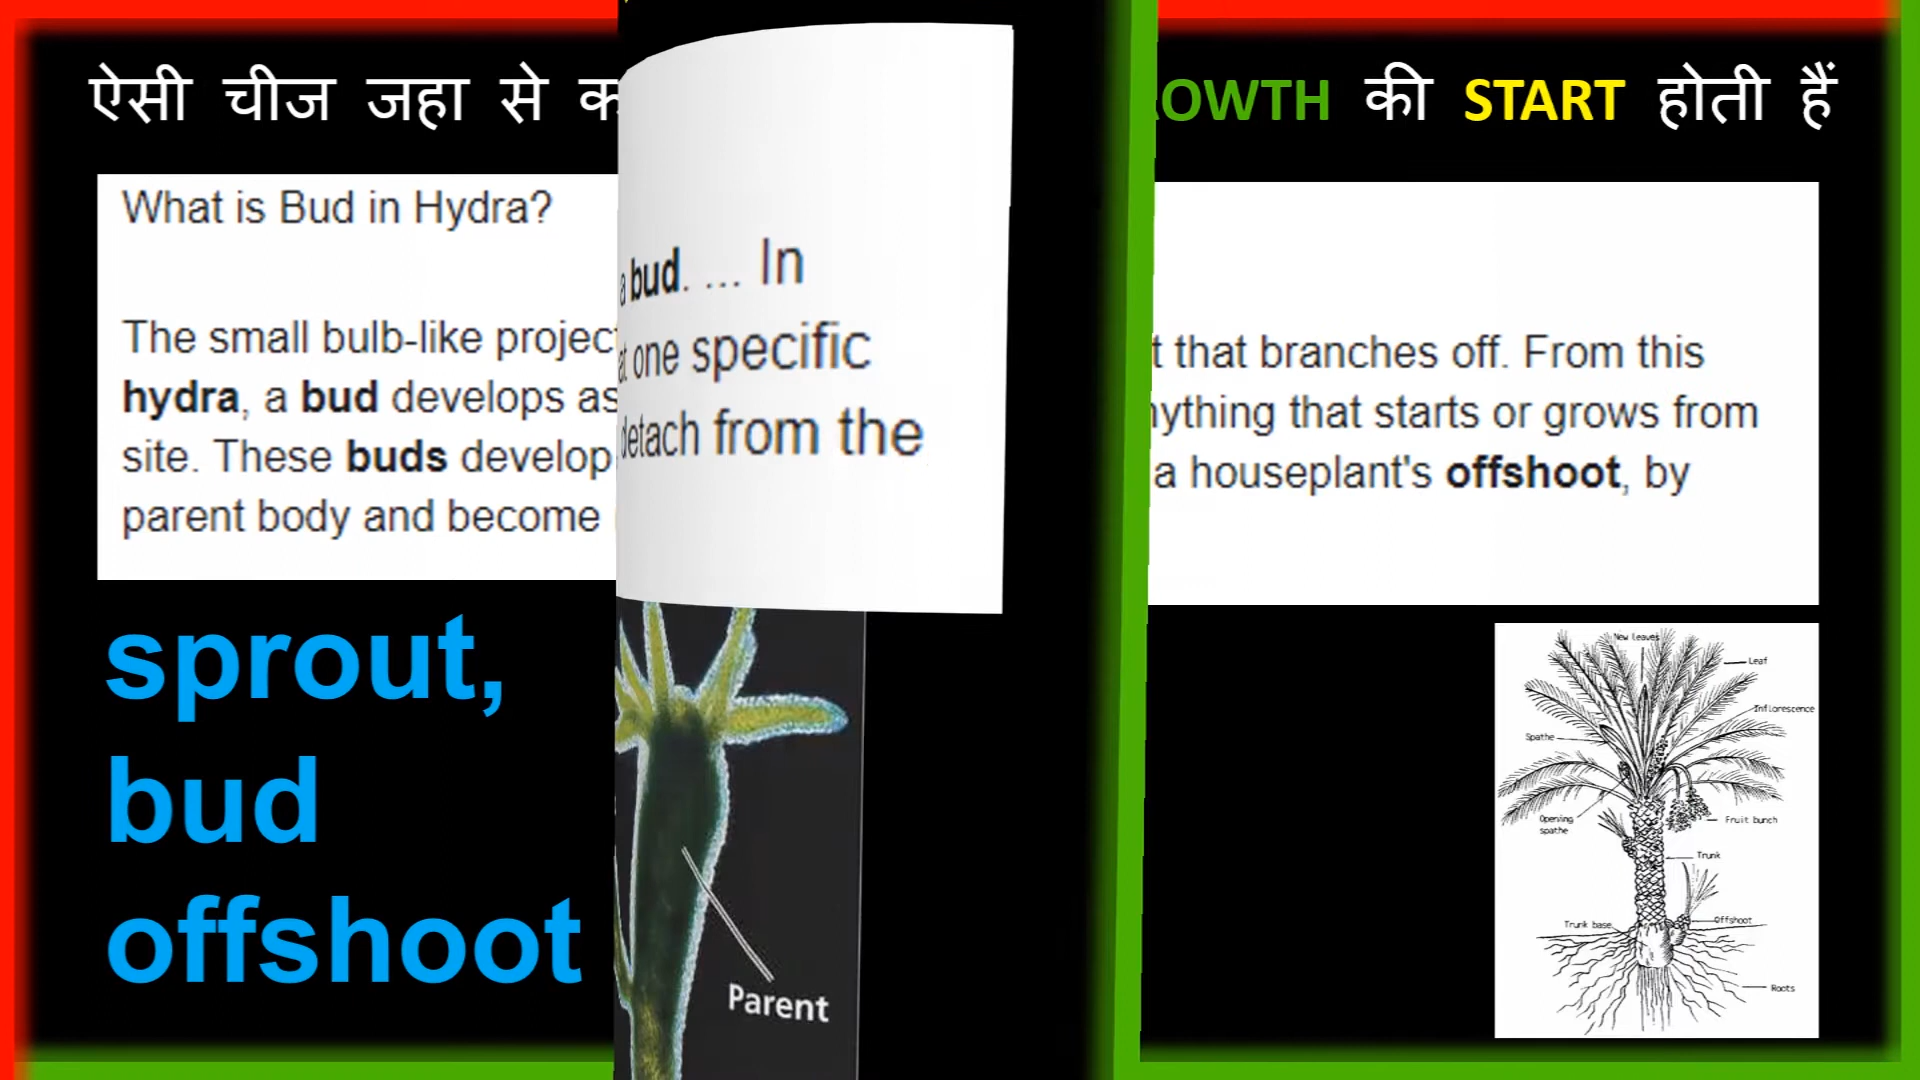 ऐसी चीज जहा से
OWTH की START होती हैं
What is Bud in Hydra?
The small bulb-like
hydra, a bud develops as
site. These buds develop
parent body and become
a bud. ... In
at one specific
detach from the
that branches off. From this
that starts or grows from
a houseplant's offshoot, by
sprout,
bud
offshoot
Parent
New leaves
Leaf
Inflorescence
Spathe
Opening
spathe
Fruit bunch
Trunk
Trunk base
Offshoot
Roots